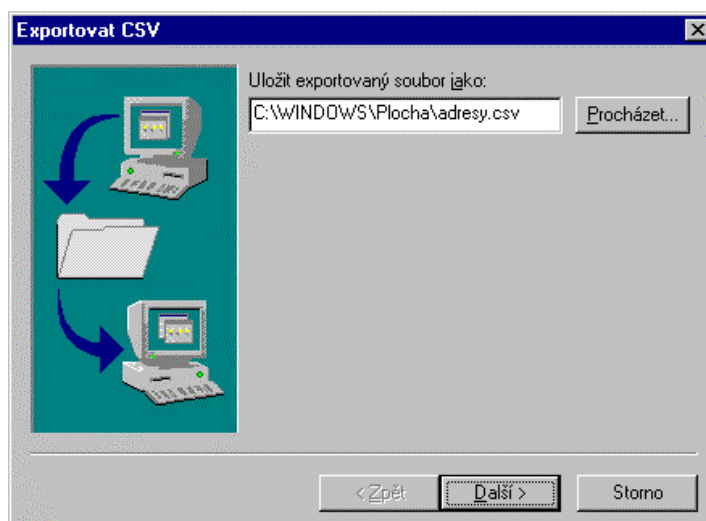 Exportovat CSV
Uložit exportovaný soubor jako:
C:\WINDOWS\Plocha\adresy.csv
Procházet...
< Zpět
Další >
Storno